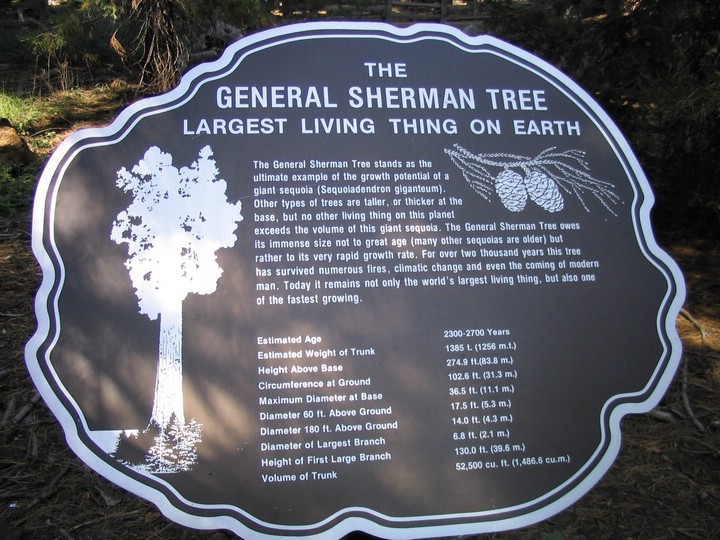 THE
GENERAL SHERMAN TREE
LARGEST LIVING THING ON EARTH
The General Sherman Tree stands as the
ultimate example of the growth potential of a
giant sequoia (Sequoiadendron giganteum).
Other types of trees are taller, or thicker at the
base, but no other living thing on this planet
exceeds the volume of this giant sequoia. The General Sherman Tree owes
its immense size not to great age (many other sequoias are older) but
rather to its very rapid growth rate. For over two thousand years this tree
has survived numerous fires, climatic change and even the coming of modern
man. Today it remains not only the world's largest living thing, but also one
of the fastest growing.
Estimated Age 2300-2700 Years
Estimated Weight of Trunk 1385 t. (1256 m.t.)
Height Above Base 274.9 ft.(83.8 m.)
Circumference at Ground 102.6 ft. (31.3 m.)
Maximum Diameter at Base 36.5 ft. (11.1 m.)
Diameter 60 ft. Above Ground 17.5 ft. (5.3 m.)
Diameter 180 ft. Above Ground 14.0 ft. (4.3 m.)
Diameter of Largest Branch 6.8 ft. (2.1 m.)
Height of First Large Branch 130.0 ft. (39.6 m.)
Volume of Trunk 52,500 cu. ft. (1,486.6 cu.m.)